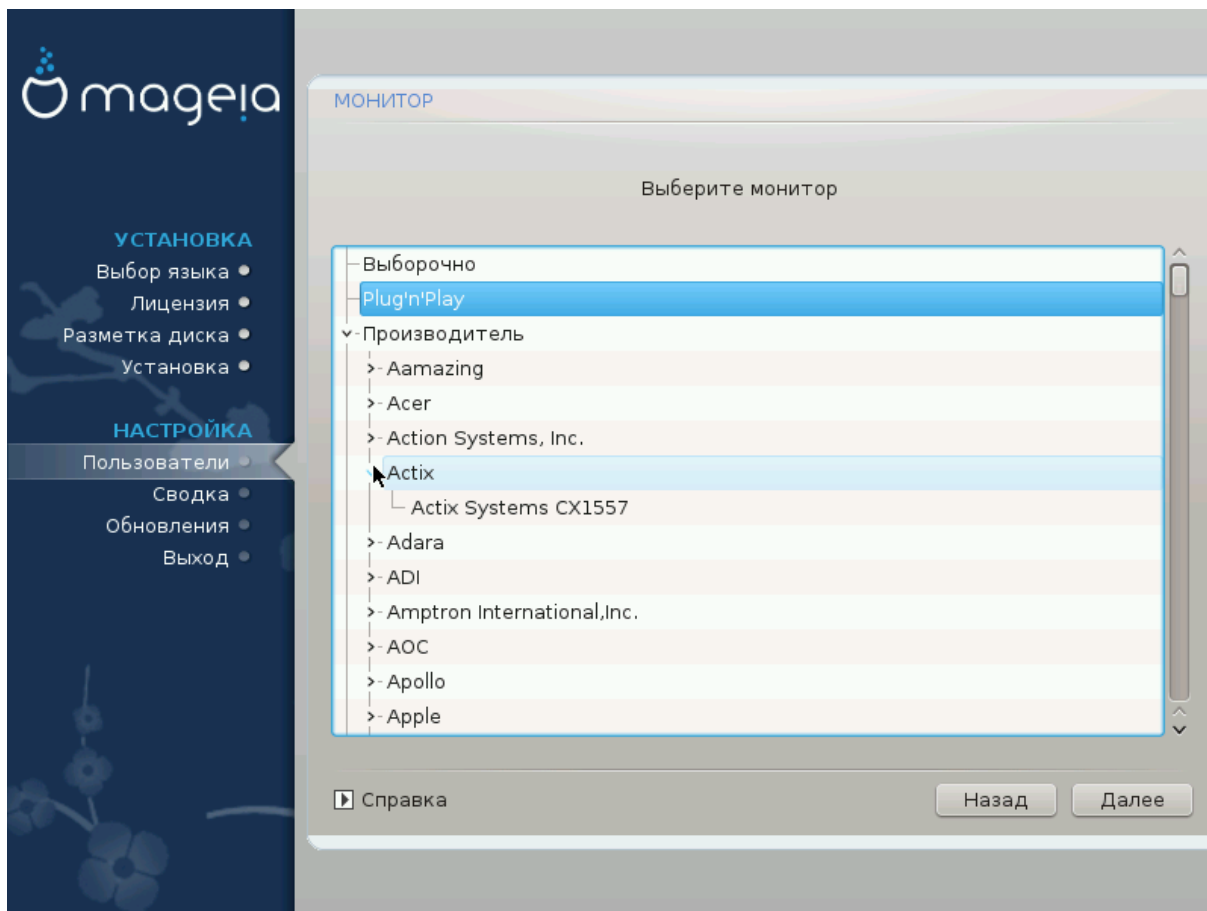 mageia
УСТАНОВКА
Выбор языка
Лицензия
Разметка диска
Установка
НАСТРОЙКА
Пользователи
Сводка
Обновления
Выход
МОНИТОР
Выберите монитор
Выборочно
Plug'n'Play
Производитель
Aamazing
Acer
Action Systems, Inc.
Actix
Actix Systems CX1557
Adara
ADI
Amptron International,Inc.
AOC
Apollo
Apple
Справка
Назад
Далее